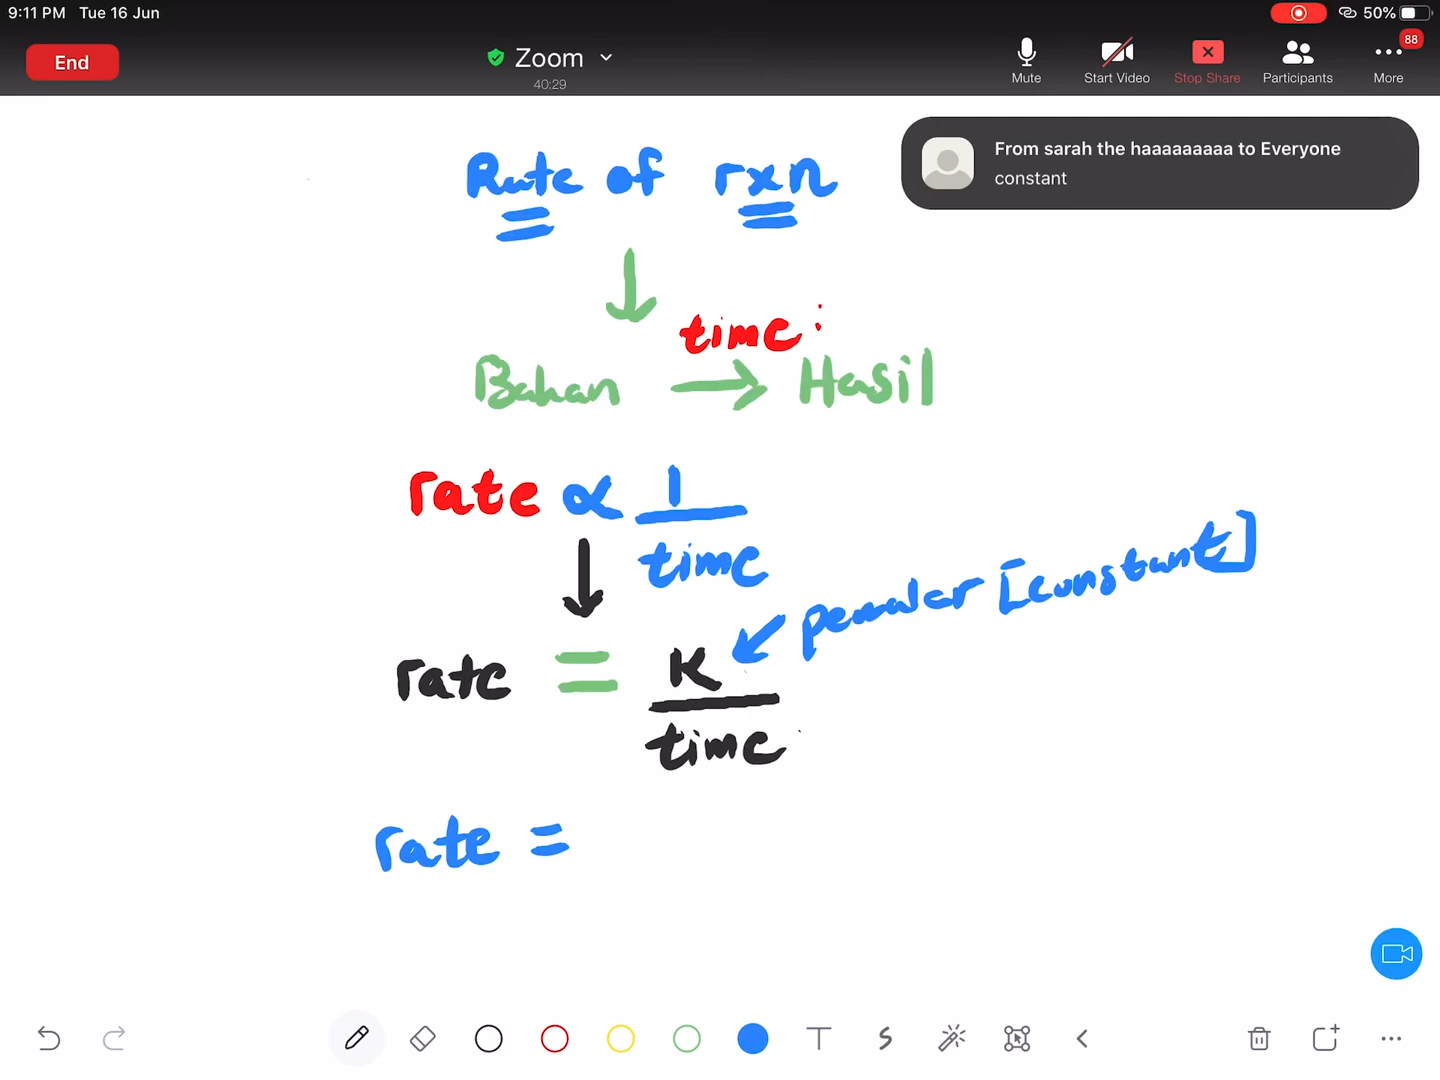 9:11 PM Tue 16 Jun
50%
End
Zoom
40:29
Mute
Start Video
Stop Share
Participants
88
More
From sarah the haaaaaaaaa to Everyone
constant
Rate of rxn
time:
Bahan → Hasil
rate ∝ 1
time
pemalar [constant]
rate = K
time
rate =
T